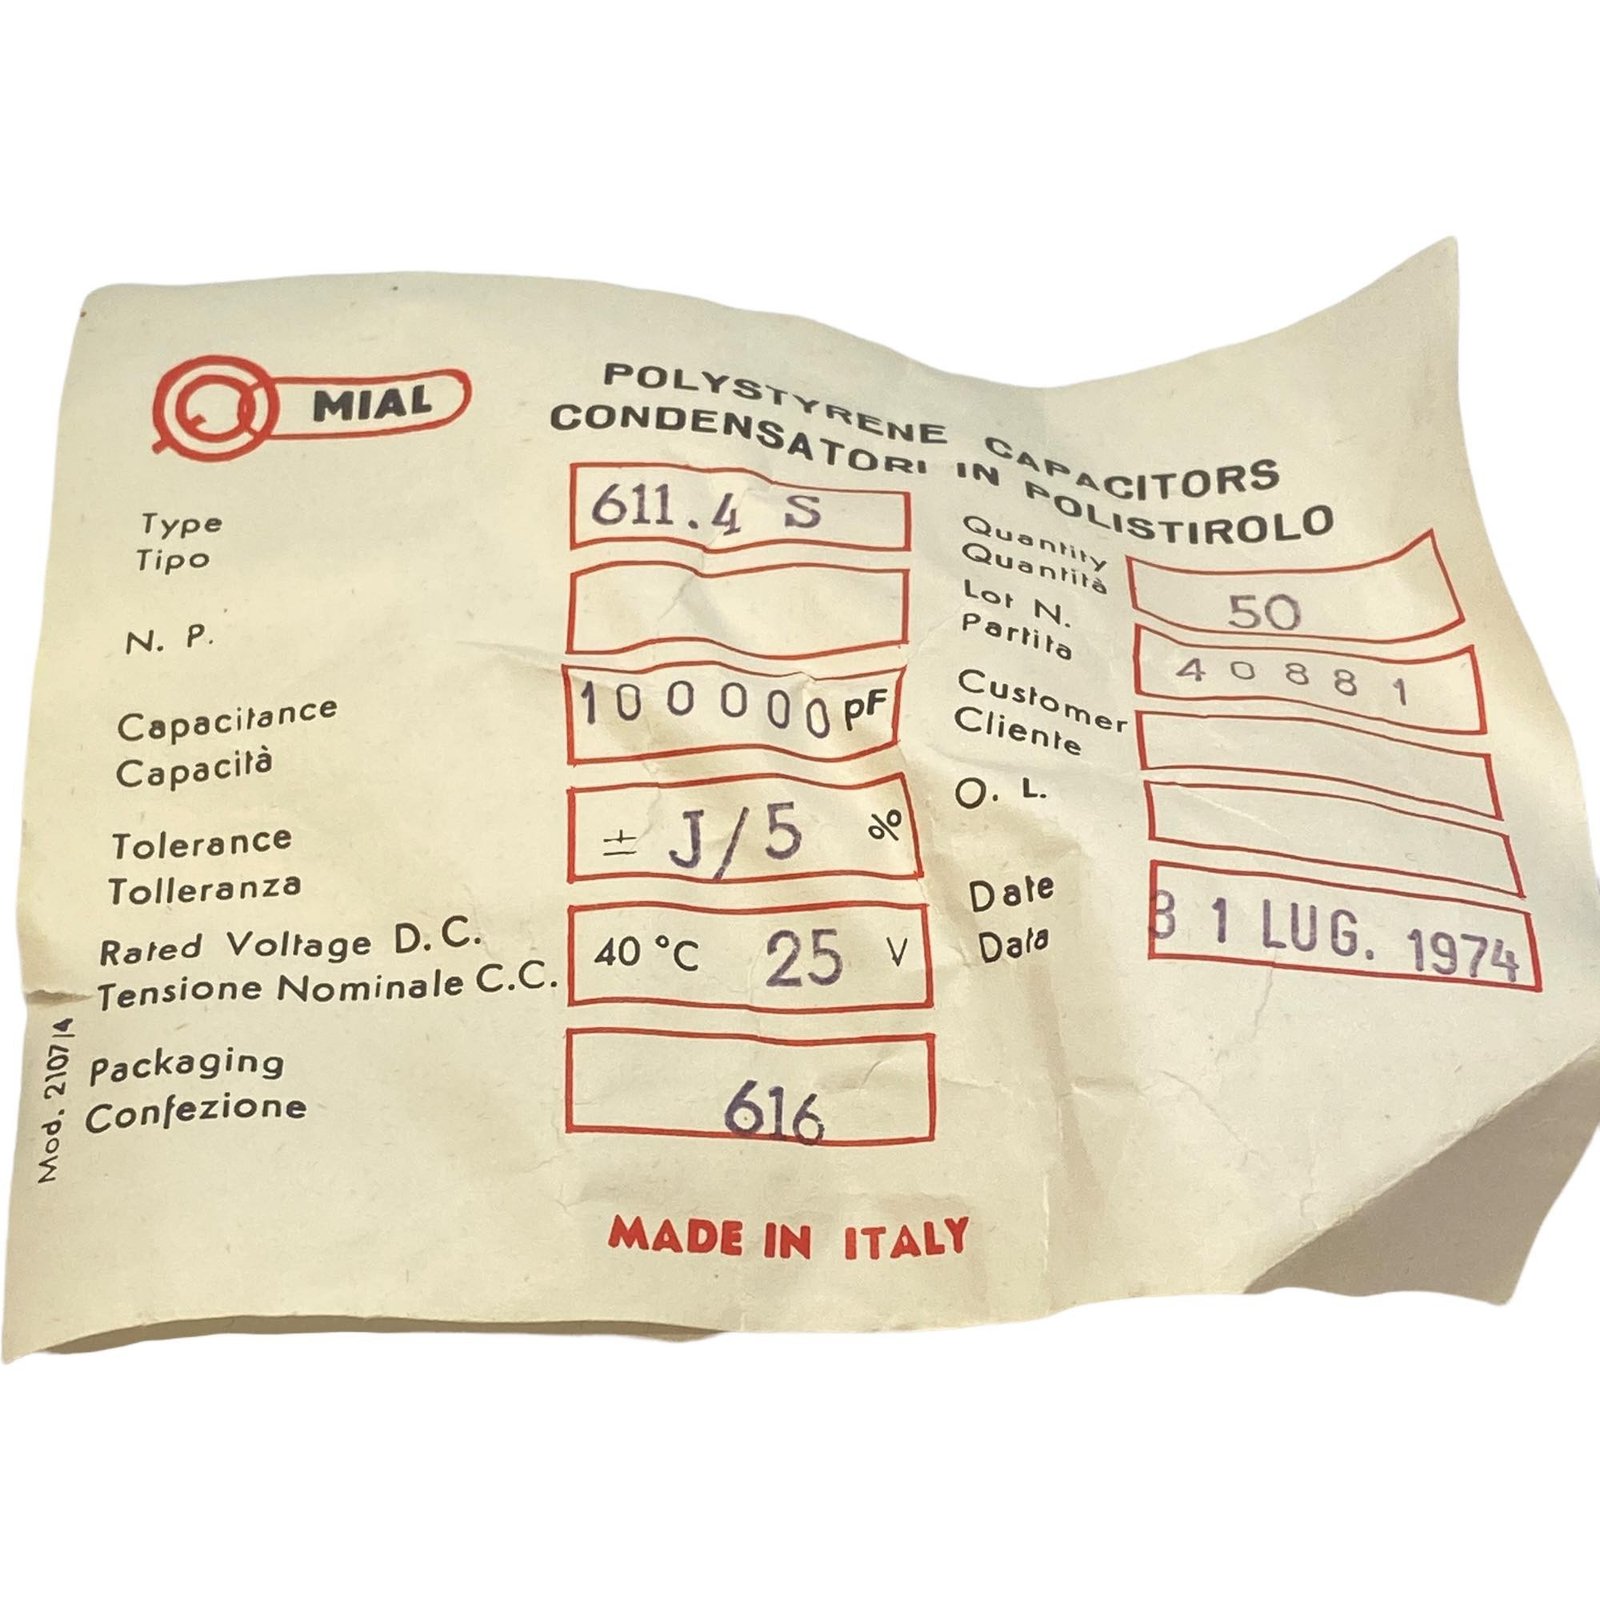 MIAL
POLYSTYRENE CAPACITORS
CONDENSATORI IN POLISTIROLO
Type
Tipo
611.4 S
N. P.
Capacitance
Capacità
100000 pF
Tolerance
Tolleranza
± J/5 %
Rated Voltage D.C.
Tensione Nominale C.C.
40 °C 25 V
Packaging
Confezione
616
Quantity
Quantità
50
Lot N.
Partita
40881
Customer
Cliente
O. L.
Date
Data
31 LUG. 1974
Mod. 2107/4
MADE IN ITALY